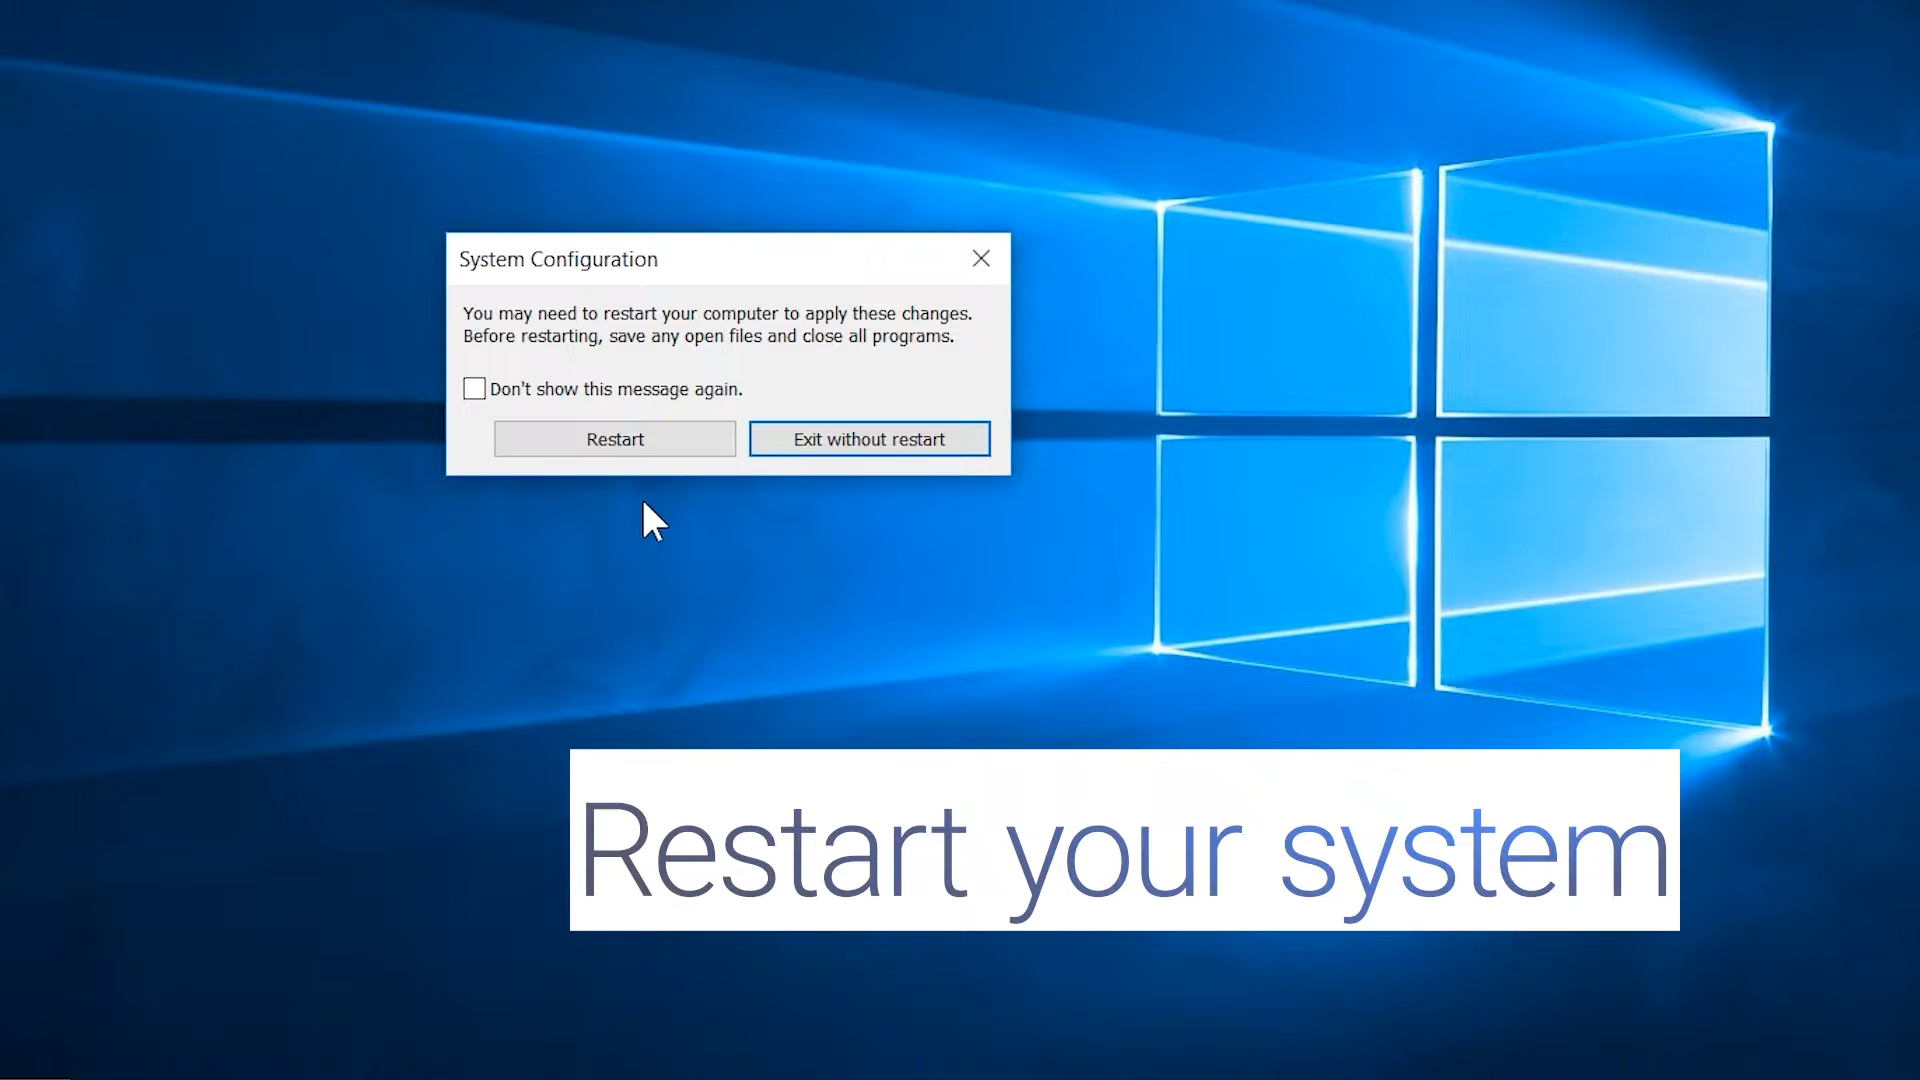 System Configuration
You may need to restart your computer to apply these changes.
Before restarting, save any open files and close all programs.
Don't show this message again.
Restart
Exit without restart
Restart your system